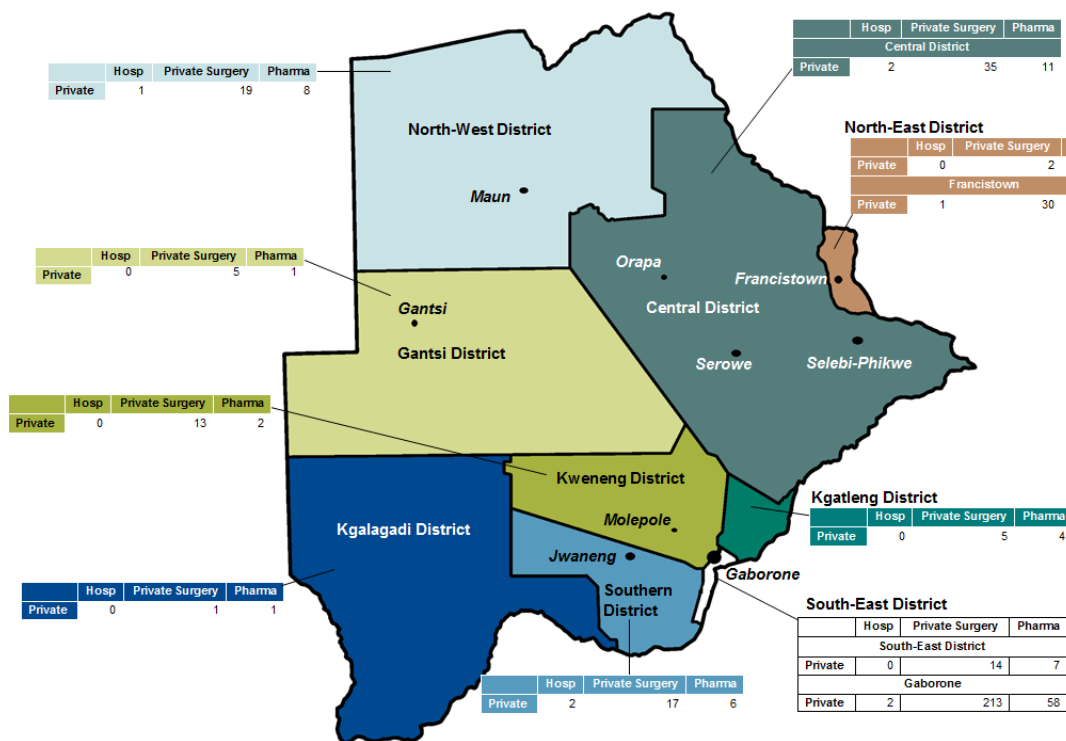 Hosp Private Surgery Pharma
Central District
Private 2 35 11
Hosp Private Surgery Pharma
Private 1 19 8
North-West District
North-East District
Hosp Private Surgery
Private 0 2
Francistown
Private 1 30
Maun
Hosp Private Surgery Pharma
Private 0 5 1
Orapa
Francistown
Gantsi
Central District
Gantsi District
Serowe
Selebi-Phikwe
Hosp Private Surgery Pharma
Private 0 13 2
Kweneng District
Kgatleng District
Hosp Private Surgery Pharma
Private 0 5 4
Kgalagadi District
Molepole
Jwaneng
Gaborone
Hosp Private Surgery Pharma
Private 0 1 1
Southern
District
South-East District
Hosp Private Surgery Pharma
South-East District
Private 0 14 7
Gaborone
Private 2 213 58
Hosp Private Surgery Pharma
Private 2 17 6